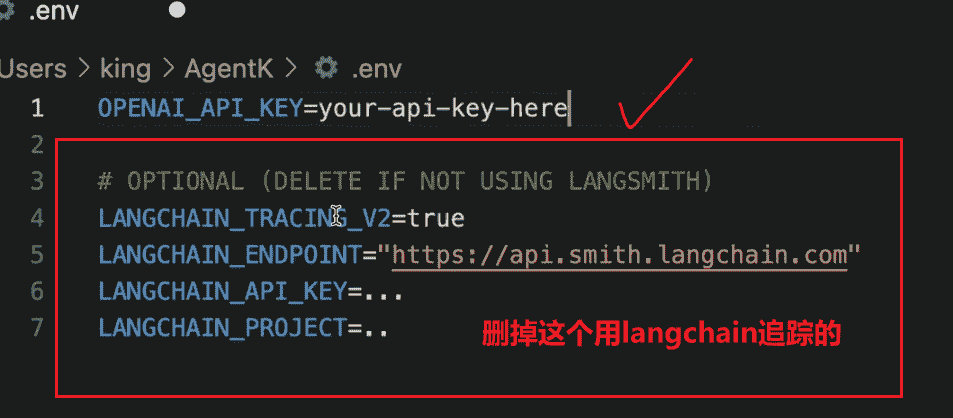 .env
Users > king > AgentK > .env
1 OPENAI_API_KEY=your-api-key-here
2
3 # OPTIONAL (DELETE IF NOT USING LANGSMITH)
4 LANGCHAIN_TRACING_V2=true
5 LANGCHAIN_ENDPOINT="https://api.smith.langchain.com"
6 LANGCHAIN_API_KEY=...
7 LANGCHAIN_PROJECT=..
删掉这个用langchain追踪的